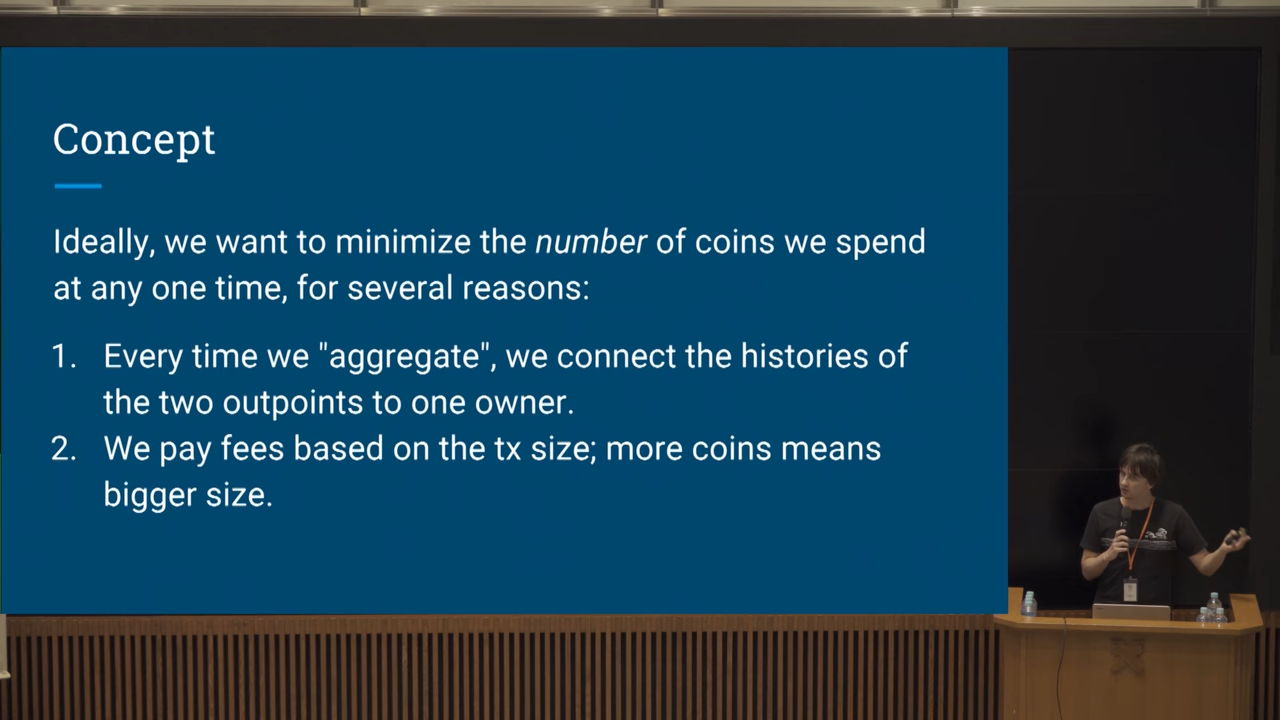 Concept
Ideally, we want to minimize the number of coins we spend
at any one time, for several reasons:
1. Every time we "aggregate", we connect the histories of
the two outpoints to one owner.
2. We pay fees based on the tx size; more coins means
bigger size.